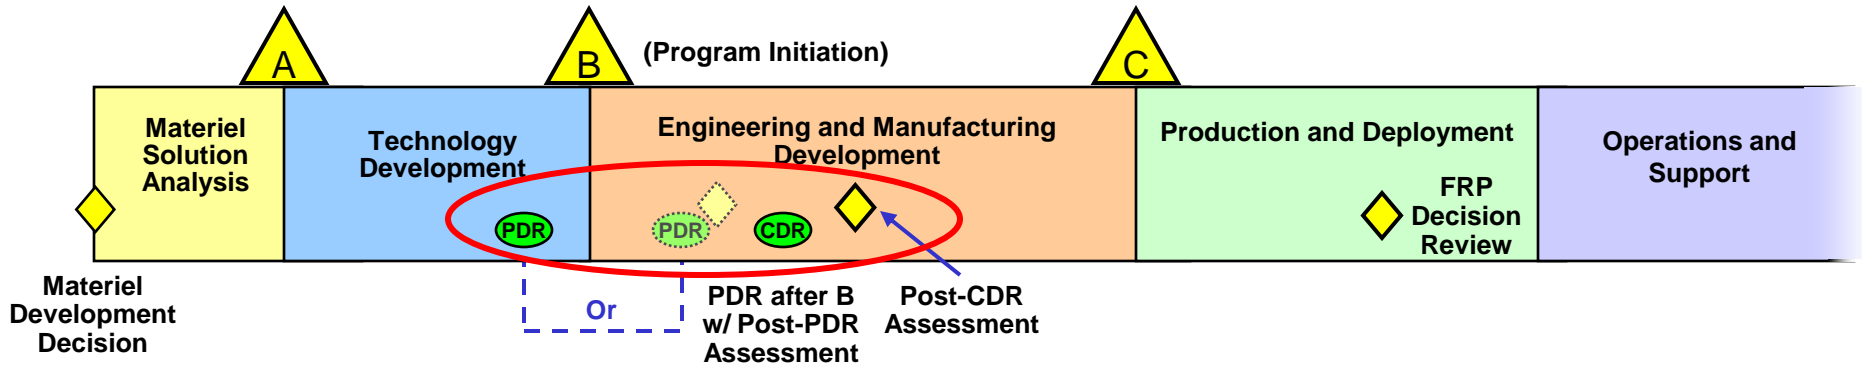 A
B
(Program Initiation)
C
Materiel
Solution
Analysis
Technology
Development
Engineering and Manufacturing
Development
Production and Deployment
Operations and
Support
PDR
PDR
CDR
FRP
Decision
Review
Materiel
Development
Decision
Or
PDR after B
w/ Post-PDR
Assessment
Post-CDR
Assessment